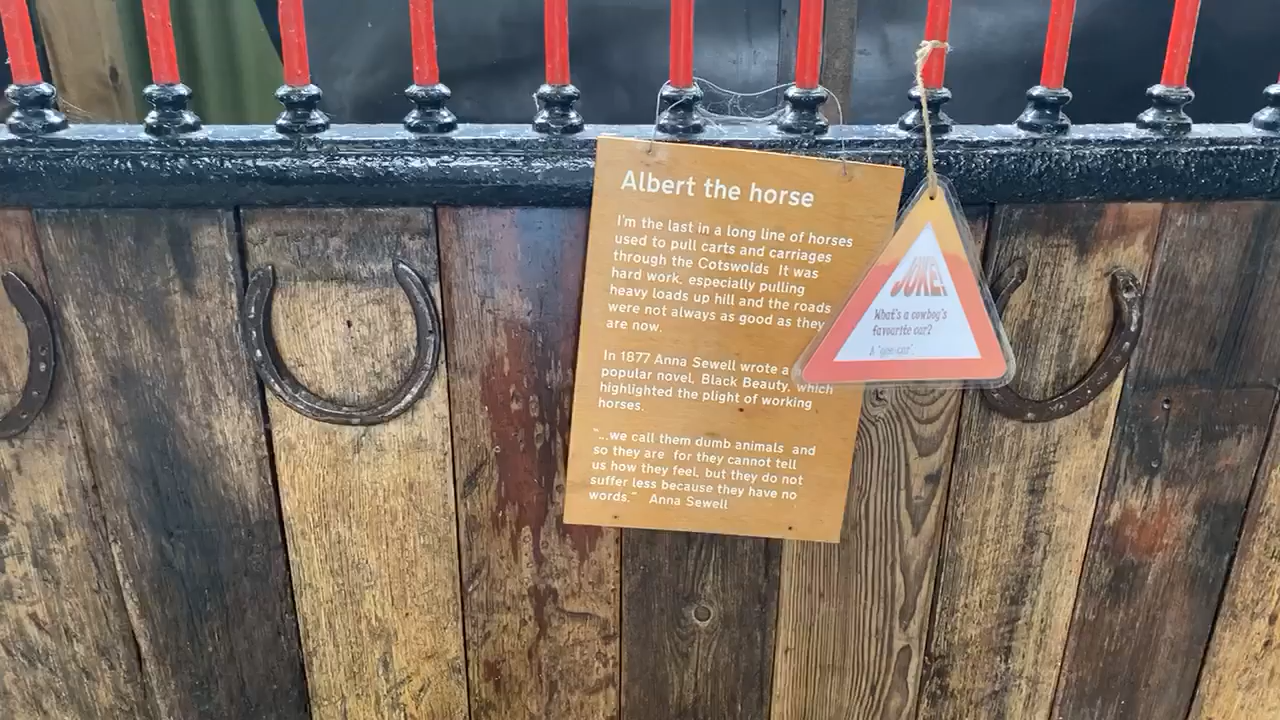 Albert the horse
I'm the last in a long line of horses
used to pull carts and carriages
through the Cotswolds It was
hard work, especially pulling
heavy loads up hill and the roads
were not always as good as they
are now.
In 1877 Anna Sewell wrote a
popular novel, Black Beauty, which
highlighted the plight of working
horses.
"...we call them dumb animals and
so they are for they cannot tell
us how they feel, but they do not
suffer less because they have no
words." Anna Sewell
JOKE!
What's a cowboy's
favourite car?
A